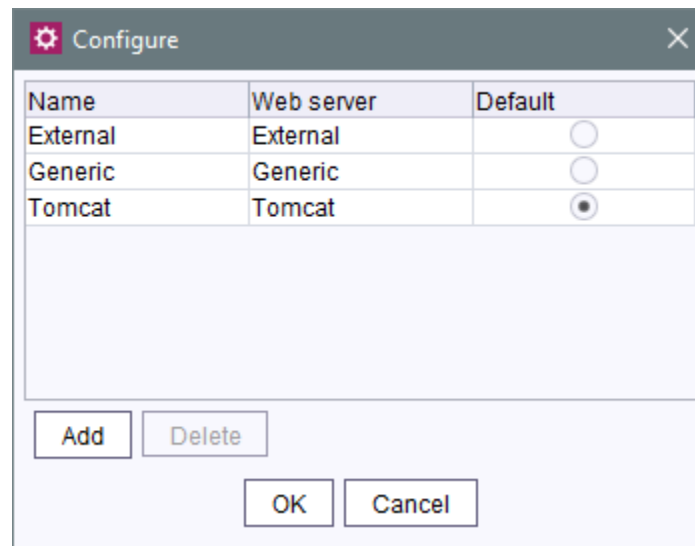 Configure
Name Web server Default
External External
Generic Generic
Tomcat Tomcat
Add Delete
OK Cancel